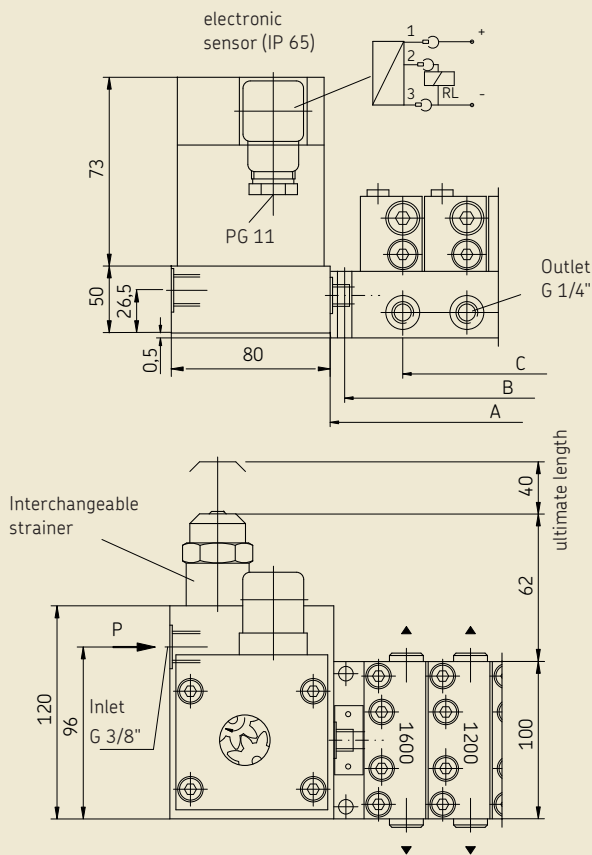 electronic
sensor (IP 65)
1
+
2
RL
3
-
73
PG 11
50
26,5
0,5
80
Outlet
G 1/4"
C
B
A
ultimate length
40
Interchangeable
strainer
62
P
120
96
Inlet
G 3/8"
1600
1200
100